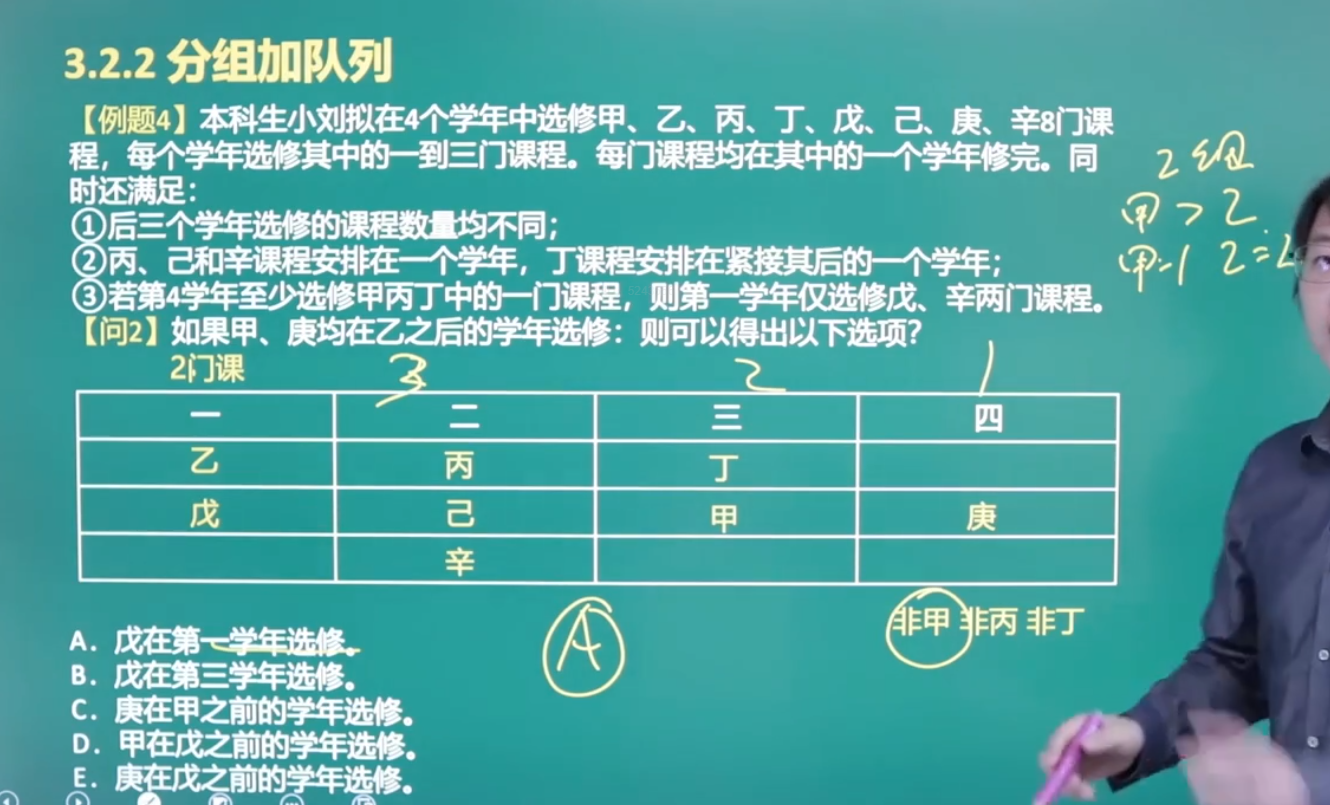 3.2.2 分组加队列
【例题4】本科生小刘拟在4个学年中选修甲、乙、丙、丁、戊、己、庚、辛8门课
程，每个学年选修其中的一到三门课程。每门课程均在其中的一个学年修完。同
时还满足：
①后三个学年选修的课程数量均不同；
②丙、己和辛课程安排在一个学年，丁课程安排在紧接其后的一个学年；
③若第4学年至少选修甲丙丁中的一门课程，则第一学年仅选修戊、辛两门课程。
【问2】如果甲、庚均在乙之后的学年选修：则可以得出以下选项？
2组
甲＞乙
2门课 3 2 1
一 二 三 四
乙 丙 丁
戊 己 甲 庚
辛
非甲 非丙 非丁
A
A．戊在第一学年选修。
B．戊在第三学年选修。
C．庚在甲之前的学年选修。
D．甲在戊之前的学年选修。
E．庚在戊之前的学年选修。